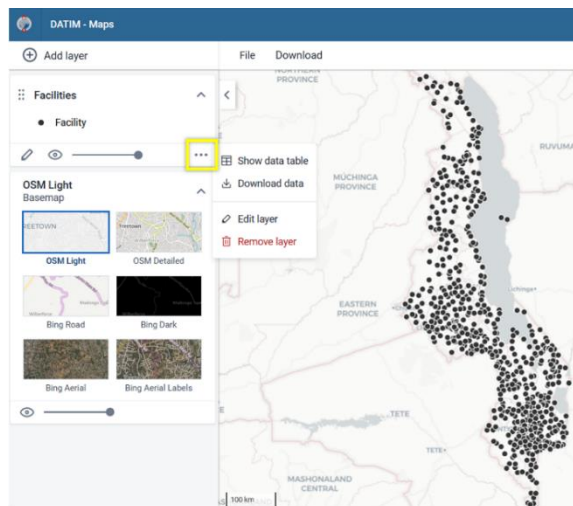 DATIM - Maps
Add layer
File Download
Facilities
Facility
Show data table
Download data
Edit layer
Remove layer
OSM Light
Basemap
OSM Light
OSM Detailed
Bing Road
Bing Dark
Bing Aerial
Bing Aerial Labels
NORTHERN
PROVINCE
RUVUMA
MUCHINGA
PROVINCE
EASTERN
PROVINCE
Lichinga
TETE
TETE
MASHONALAND
CENTRAL
100 km